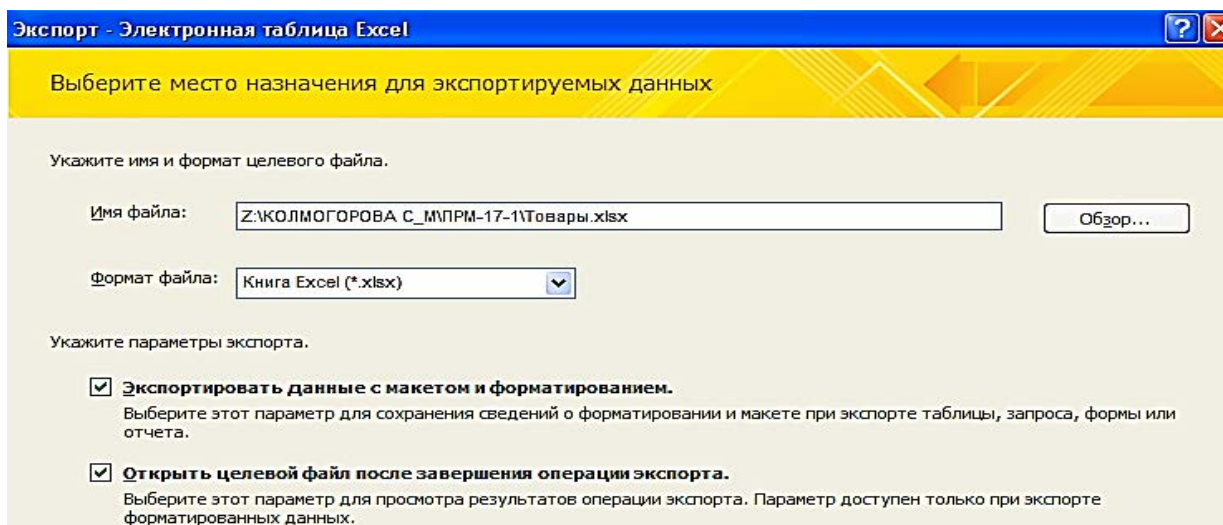 Экспорт - Электронная таблица Excel
Выберите место назначения для экспортируемых данных
Укажите имя и формат целевого файла.
Имя файла: Z:\КОЛМОГОРОВА С_М\ПРМ-17-1\Товары.xlsx Обзор...
Формат файла: Книга Excel (*.xlsx)
Укажите параметры экспорта.
Экспортировать данные с макетом и форматированием.
Выберите этот параметр для сохранения сведений о форматировании и макете при экспорте таблицы, запроса, формы или
отчета.
Открыть целевой файл после завершения операции экспорта.
Выберите этот параметр для просмотра результатов операции экспорта. Параметр доступен только при экспорте
форматированных данных.